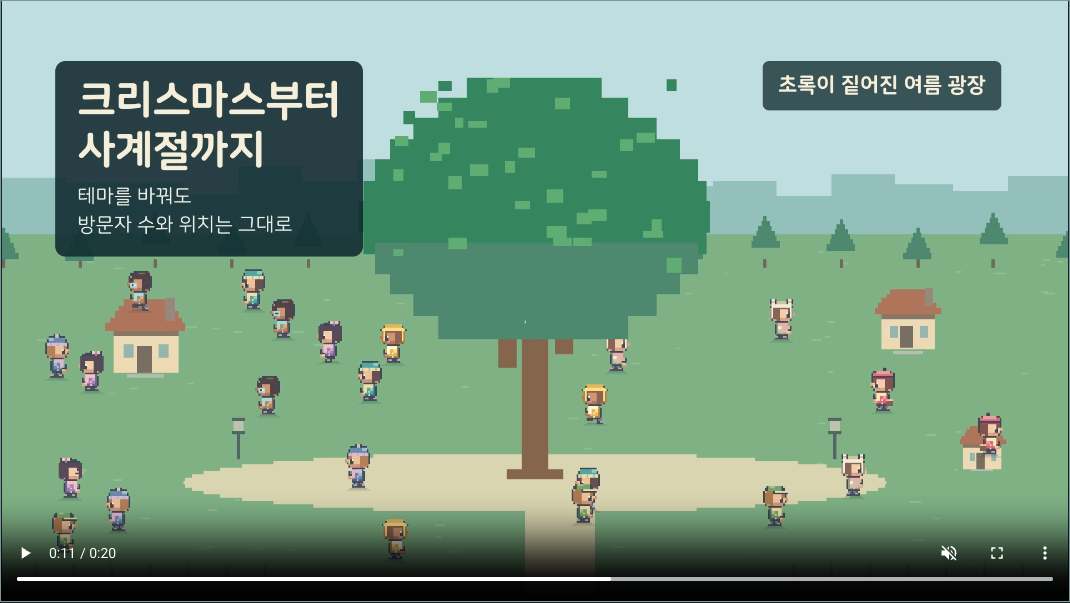 크리스마스부터
사계절까지
테마를 바꿔도
방문자 수와 위치는 그대로
초록이 짙어진 여름 광장
0:11 / 0:20